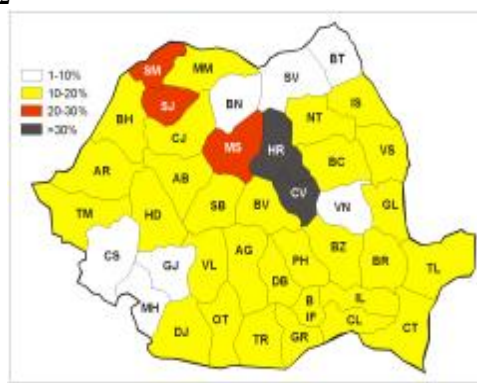 BT
SM
MM
SV
1-10%
10-20%
20-30%
>30%
SJ
BN
BH
NT
IS
CJ
MS
HR
BC
VS
AR
AB
CV
TM
HD
SB
BV
VN
GL
CS
GJ
VL
AG
PH
BZ
BR
TL
DB
MH
B
IL
IF
CL
DJ
OT
TR
GR
CT